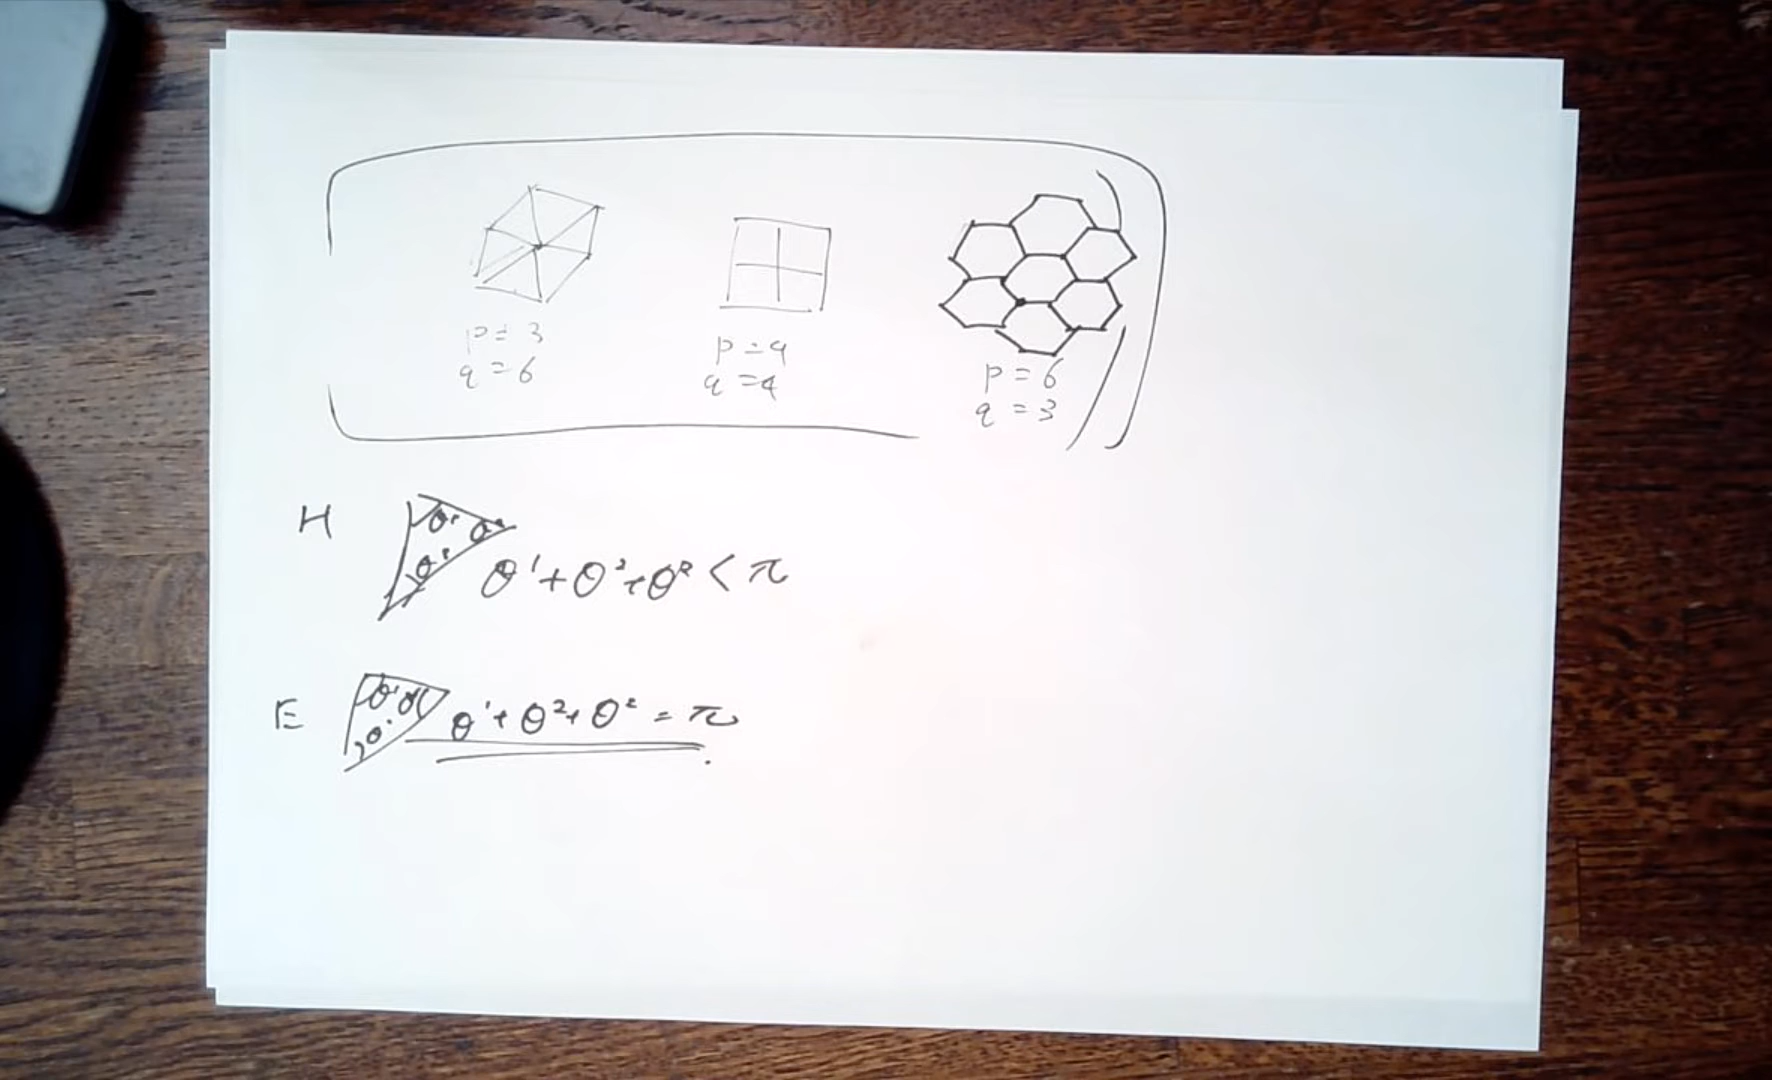 p = 3
q = 6
p = 4
q = 4
p = 6
q = 3
H
θ¹ + θ² + θ² < π
E
θ¹ + θ² + θ² = π